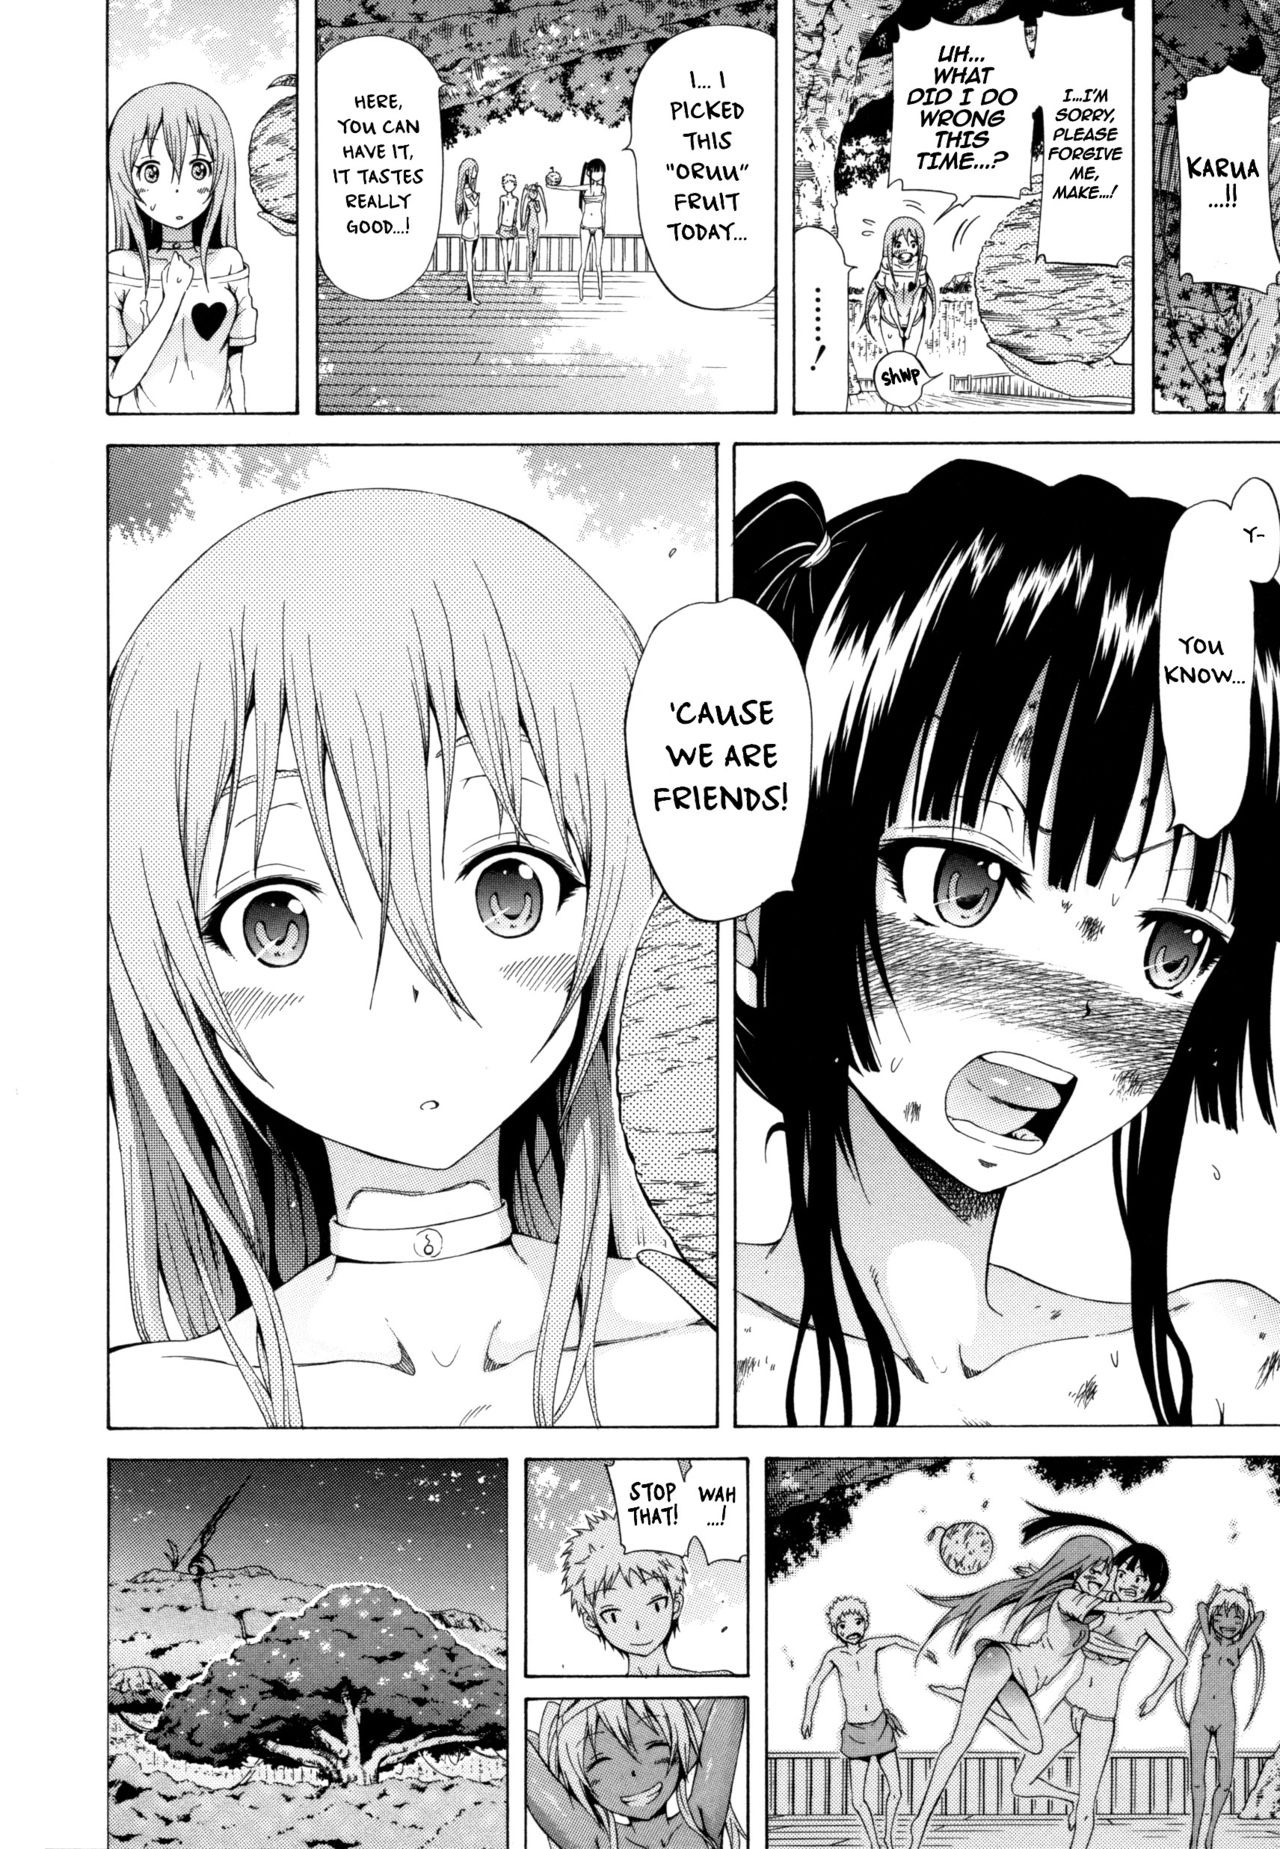 KARUA
...!!
I...I'M
SORRY,
PLEASE
FORGIVE
ME,
MAKE...!
UH...
WHAT
DID I DO
WRONG
THIS
TIME...?
shwp
........!
I... I
PICKED
THIS
"ORUU"
FRUIT
TODAY...
HERE,
YOU CAN
HAVE IT,
IT TASTES
REALLY
GOOD...!
Y-
YOU
KNOW...
'CAUSE
WE ARE
FRIENDS!
WAH
...!
STOP
THAT!